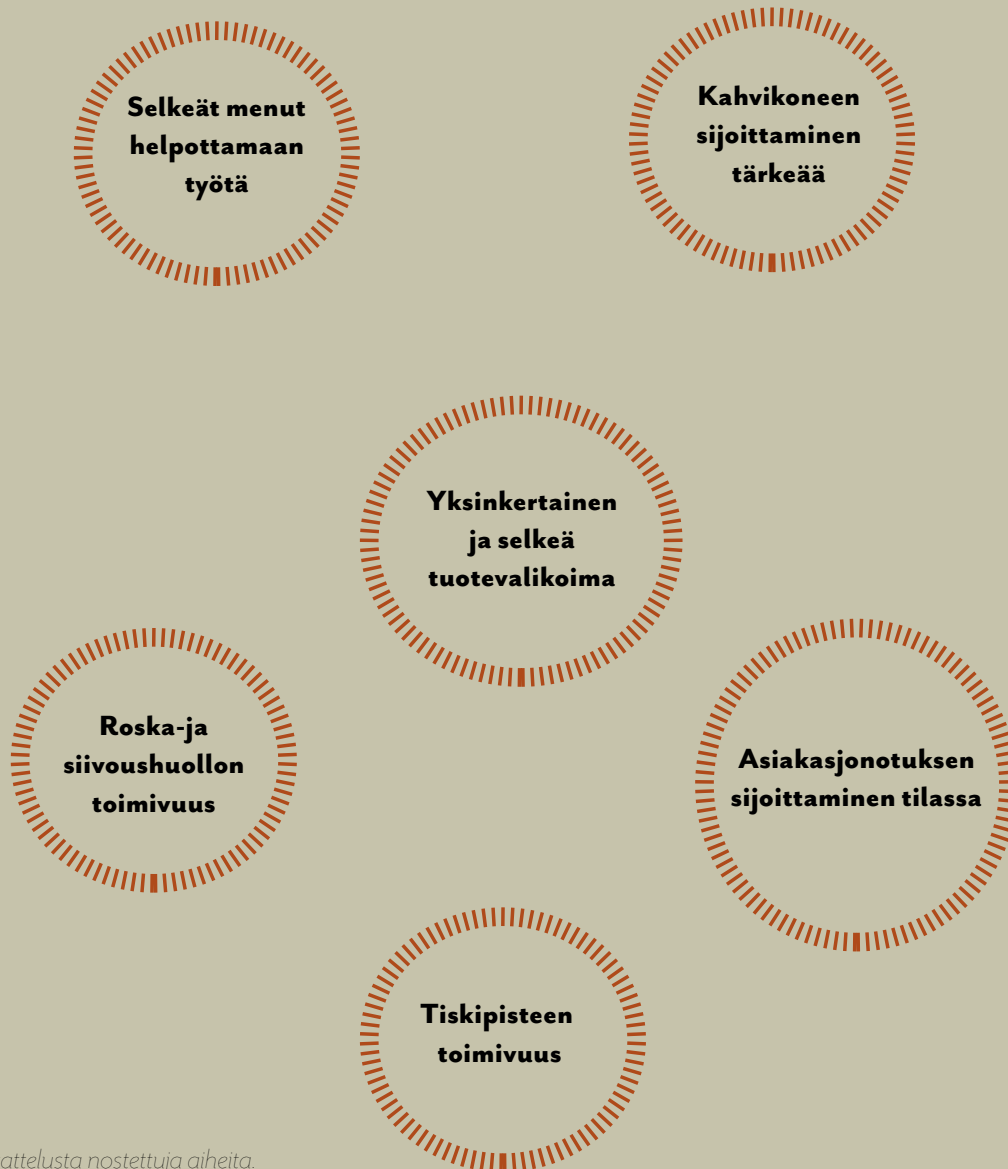 Selkeät menut
helpottamaan
työtä
Kahvikoneen
sijoittaminen
tärkeää
Yksinkertainen
ja selkeä
tuotevalikoima
Roska-ja
siivoushuollon
toimivuus
Asiakasjonotuksen
sijoittaminen tilassa
Tiskipisteen
toimivuus
nostettuja aiheita.